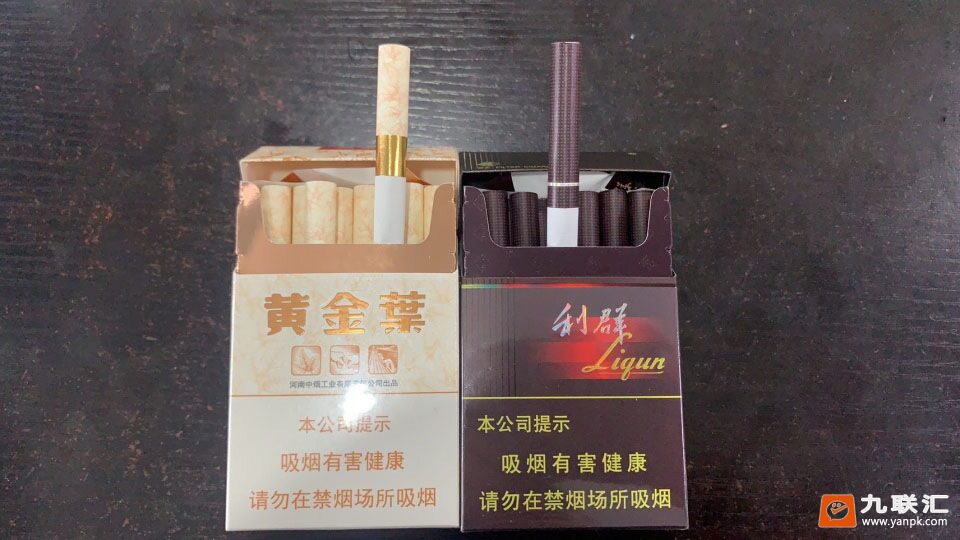 黄金葉
河南中烟工业有限责任公司出品
本公司提示
吸烟有害健康
请勿在禁烟场所吸烟
利群
Liqun
本公司提示
吸烟有害健康
请勿在禁烟场所吸烟
九联汇
www.yanpk.com